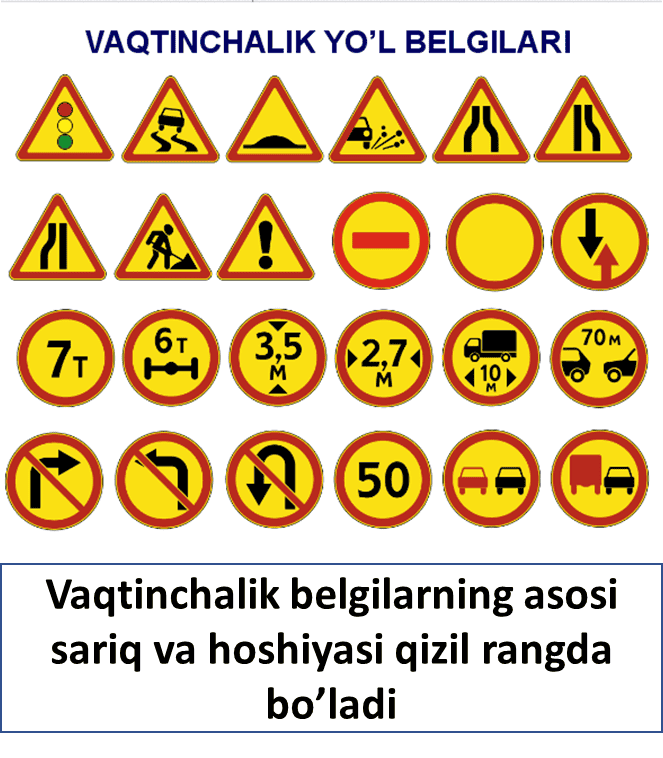 VAQTINCHALIK YO’L BELGILARI
7т
6т
3,5
м
2,7
м
10
м
70 м
50
Vaqtinchalik belgilarning asosi
sariq va hoshiyasi qizil rangda
bo’ladi